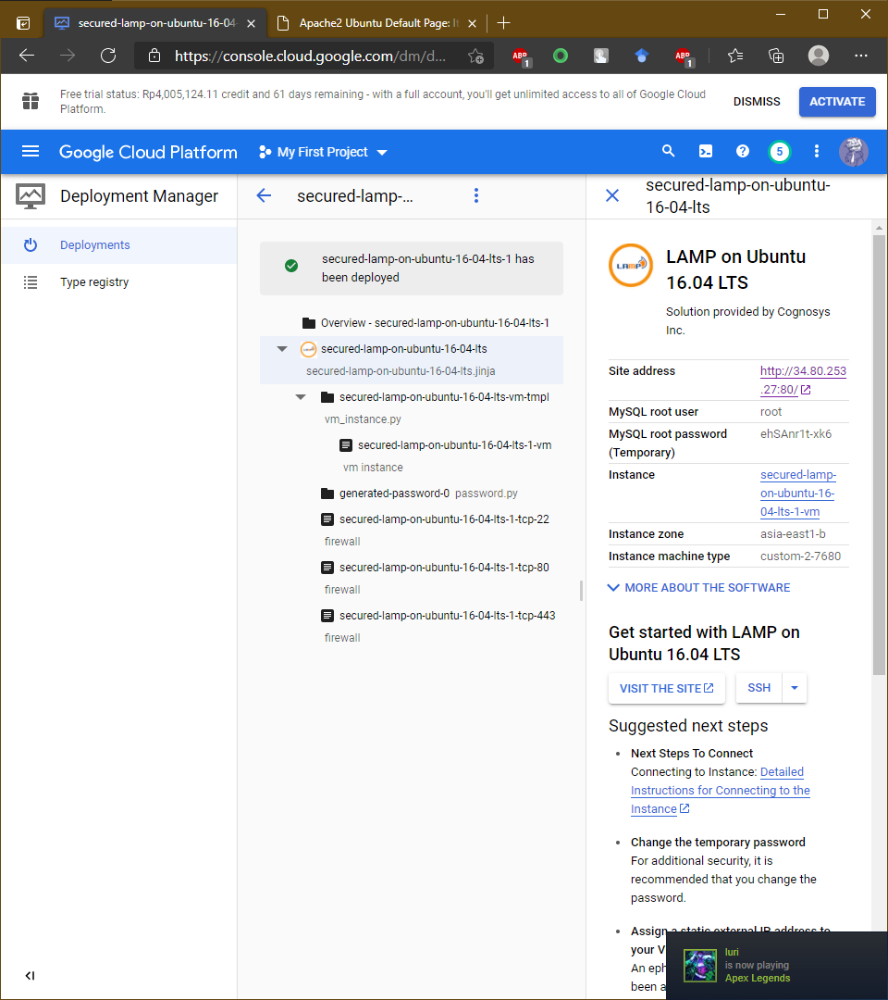 secured-lamp-on-ubuntu-16-04-
Apache2 Ubuntu Default Page: It
https://console.cloud.google.com/dm/d...
ABP
1
ABP
1
Free trial status: Rp4,005,124.11 credit and 61 days remaining - with a full account, you'll get unlimited access to all of Google Cloud
Platform.
DISMISS
ACTIVATE
Google Cloud Platform
My First Project
5
Deployment Manager
Deployments
Type registry
secured-lamp-...
secured-lamp-on-ubuntu-16-04-lts-1 has
been deployed
Overview - secured-lamp-on-ubuntu-16-04-lts-1
secured-lamp-on-ubuntu-16-04-lts
secured-lamp-on-ubuntu-16-04-lts.jinja
secured-lamp-on-ubuntu-16-04-lts-vm-tmpl
vm_instance.py
secured-lamp-on-ubuntu-16-04-lts-1-vm
vm instance
generated-password-0 password.py
secured-lamp-on-ubuntu-16-04-lts-1-tcp-22
firewall
secured-lamp-on-ubuntu-16-04-lts-1-tcp-80
firewall
secured-lamp-on-ubuntu-16-04-lts-1-tcp-443
firewall
secured-lamp-on-ubuntu-
16-04-lts
LAMP
LAMP on Ubuntu
16.04 LTS
Solution provided by Cognosys
Inc.
Site address
http://34.80.253
.27:80/
MySQL root user
root
MySQL root password
(Temporary)
ehSAnr1t-xk6
Instance
secured-lamp-
on-ubuntu-16-
04-lts-1-vm
Instance zone
asia-east1-b
Instance machine type
custom-2-7680
MORE ABOUT THE SOFTWARE
Get started with LAMP on
Ubuntu 16.04 LTS
VISIT THE SITE
SSH
Suggested next steps
Next Steps To Connect
Connecting to Instance: Detailed
Instructions for Connecting to the
Instance
Change the temporary password
For additional security, it is
recommended that you change the
password.
Assign a static external IP address to
your V
An eph
been a
luri
is now playing
Apex Legends